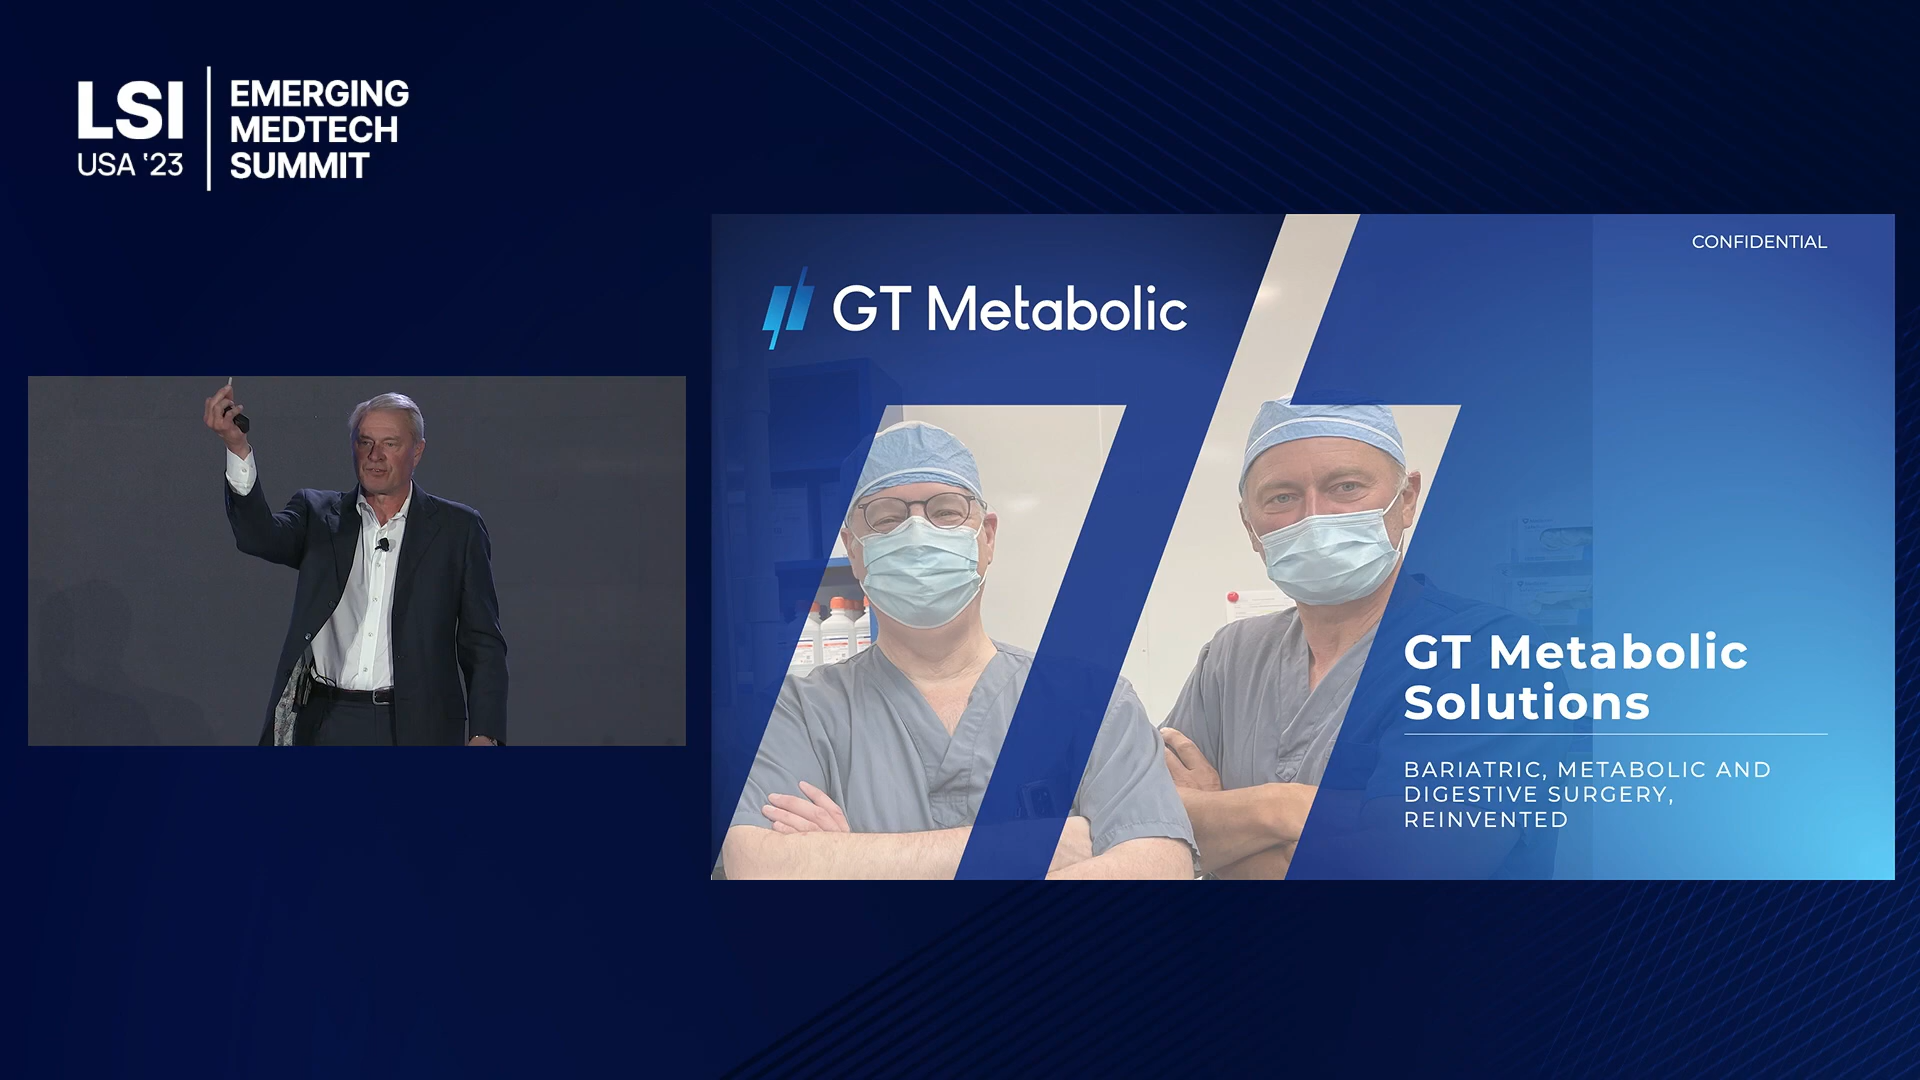 LSI
USA '23
EMERGING
MEDTECH
SUMMIT
CONFIDENTIAL
GT Metabolic
GT Metabolic
Solutions
BARIATRIC, METABOLIC AND
DIGESTIVE SURGERY,
REINVENTED